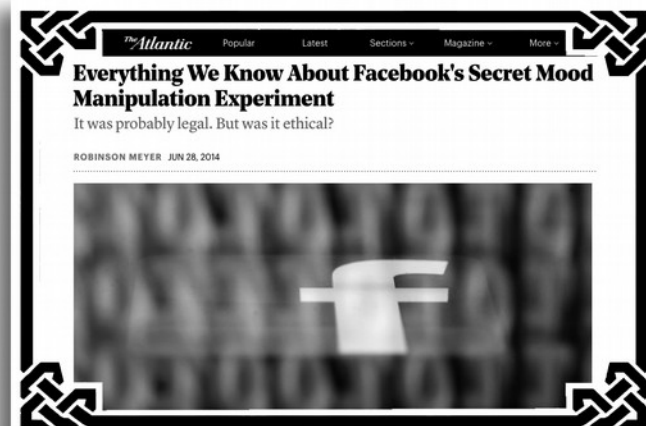 The Atlantic Popular Latest Sections Magazine More
Everything We Know About Facebook's Secret Mood
Manipulation Experiment
It was probably legal. But was it ethical?
ROBINSON MEYER JUN 28, 2014
f